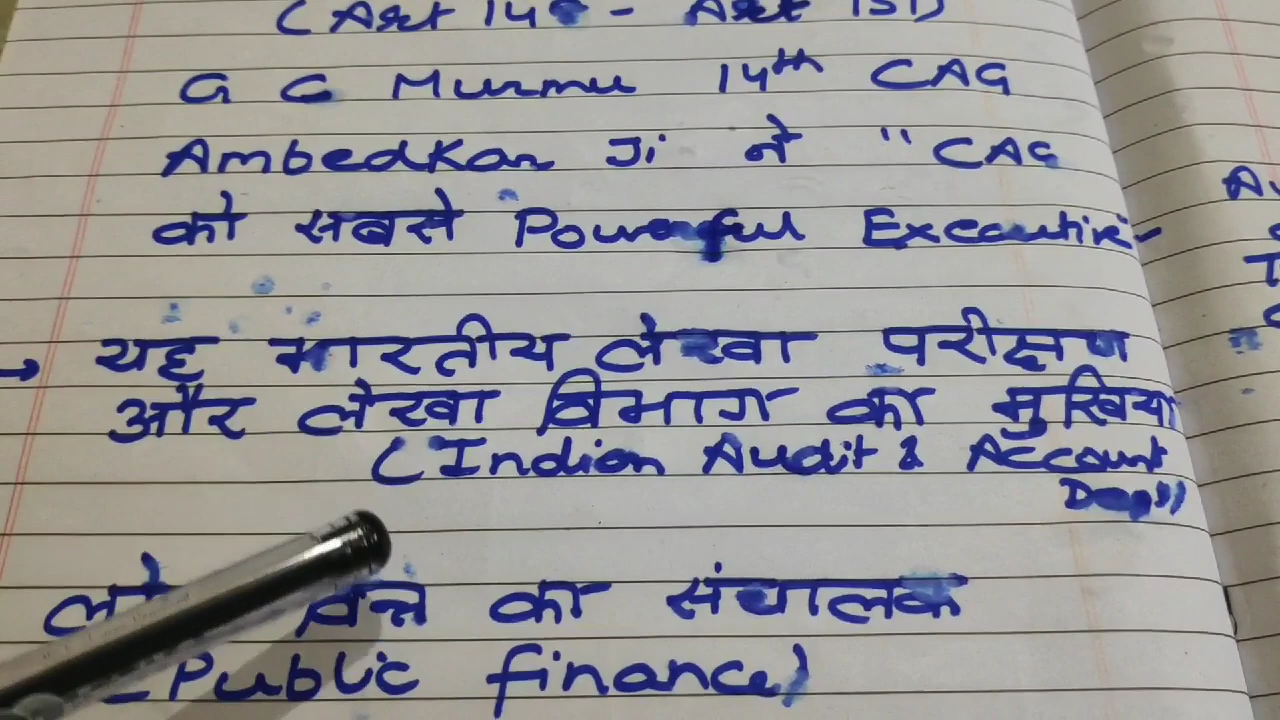 (Art 148 - Art 151)
G C Murmu 14th CAG
Ambedkar Ji ने "CAG
को सबसे Powerful Executive"
→ यह भारतीय लेखा परीक्षण
और लेखा विभाग का मुखिया
(Indian Audit & Account
Dep")
वित्त का संचालक
Public finance)